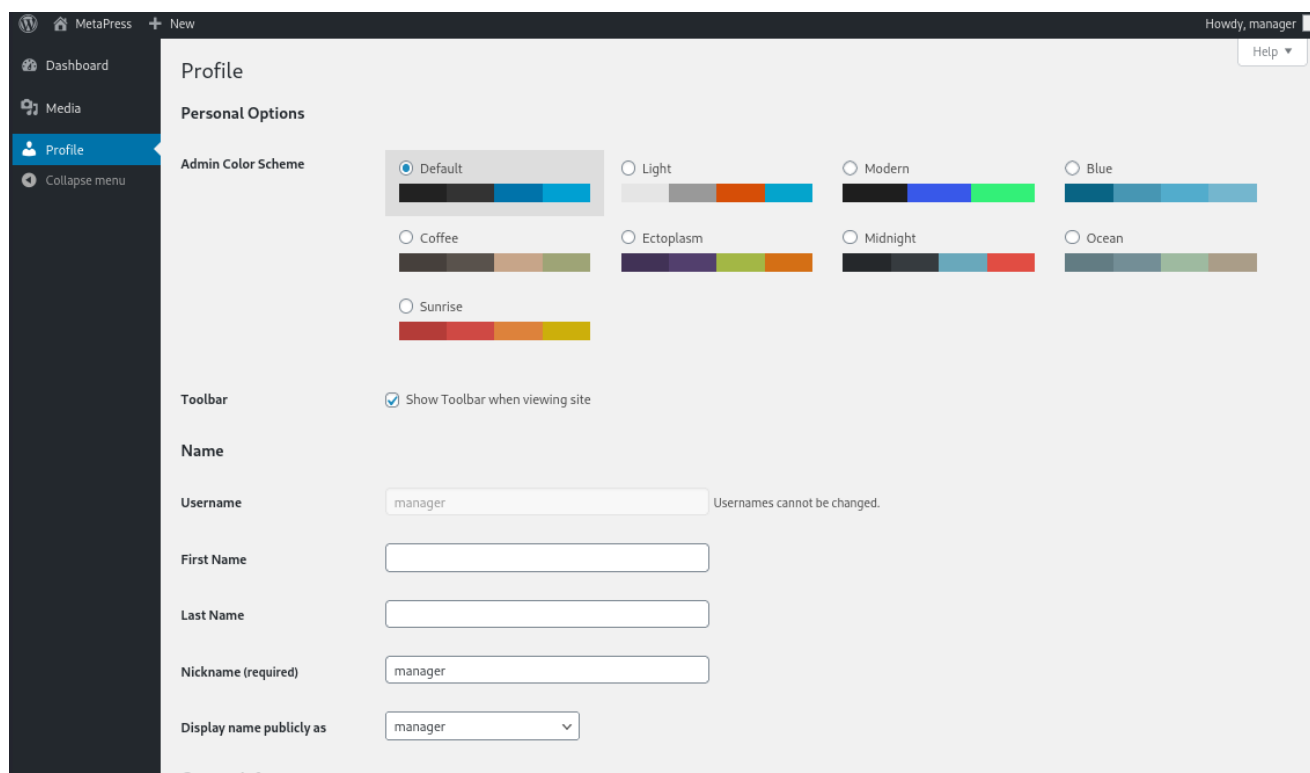 MetaPress New Howdy, manager
Help
Dashboard
Media
Profile
Collapse menu
Profile
Personal Options
Admin Color Scheme
Default Light Modern Blue
Coffee Ectoplasm Midnight Ocean
Sunrise
Toolbar Show Toolbar when viewing site
Name
Username manager Usernames cannot be changed.
First Name
Last Name
Nickname (required) manager
Display name publicly as manager